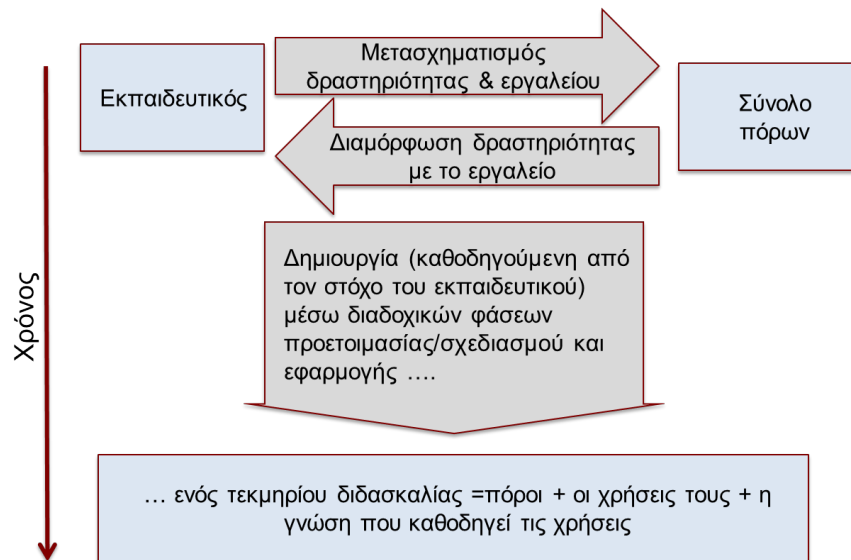 Μετασχηματισμός
δραστηριότητας & εργαλείου
Εκπαιδευτικός
Σύνολο
πόρων
Διαμόρφωση δραστηριότητας
με το εργαλείο
Δημιουργία (καθοδηγούμενη από
τον στόχο του εκπαιδευτικού)
μέσω διαδοχικών φάσεων
προετοιμασίας/σχεδιασμού και
εφαρμογής ….
Χρόνος
… ενός τεκμηρίου διδασκαλίας =πόροι + οι χρήσεις τους + η
γνώση που καθοδηγεί τις χρήσεις